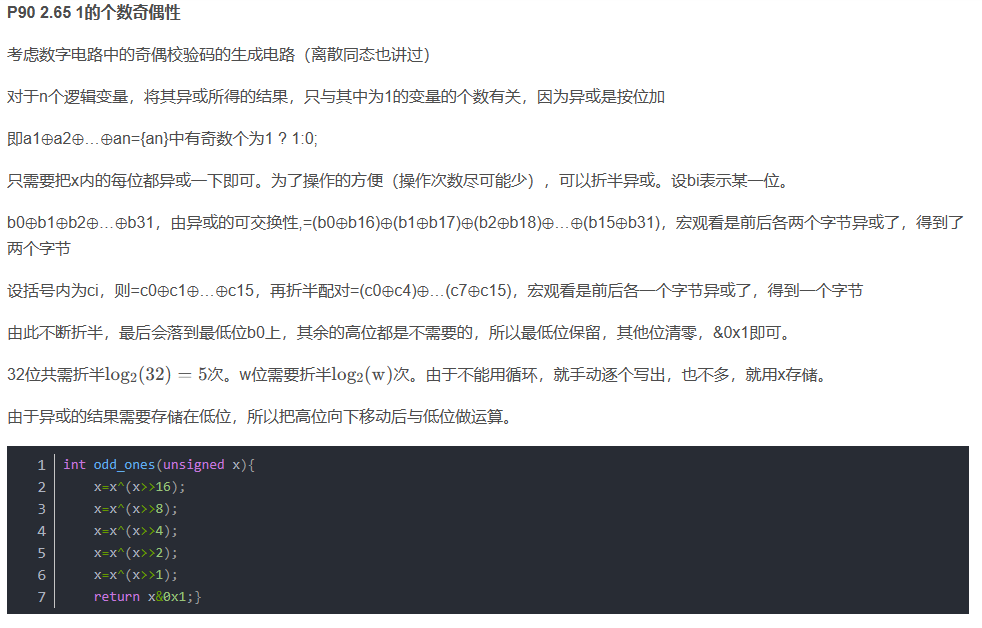 P90 2.65 1的个数奇偶性
考虑数字电路中的奇偶校验码的生成电路（离散同态也讲过）
对于n个逻辑变量，将其异或所得的结果，只与其中为1的变量的个数有关，因为异或是按位加
即a1⊕a2⊕…⊕an={an}中有奇数个为1 ? 1:0;
只需要把x内的每位都异或一下即可。为了操作的方便（操作次数尽可能少），可以折半异或。设bi表示某一位。
b0⊕b1⊕b2⊕…⊕b31，由异或的可交换性,=(b0⊕b16)⊕(b1⊕b17)⊕(b2⊕b18)⊕…⊕(b15⊕b31)，宏观看是前后各两个字节异或了，得到了
两个字节
设括号内为ci，则=c0⊕c1⊕…⊕c15，再折半配对=(c0⊕c4)⊕…(c7⊕c15)，宏观看是前后各一个字节异或了，得到一个字节
由此不断折半，最后会落到最低位b0上，其余的高位都是不需要的，所以最低位保留，其他位清零，&0x1即可。
32位共需折半log₂(32) = 5次。w位需要折半log₂(w)次。由于不能用循环，就手动逐个写出，也不多，就用x存储。
由于异或的结果需要存储在低位，所以把高位向下移动后与低位做运算。
1 int odd_ones(unsigned x){
2 x=x^(x>>16);
3 x=x^(x>>8);
4 x=x^(x>>4);
5 x=x^(x>>2);
6 x=x^(x>>1);
7 return x&0x1;}